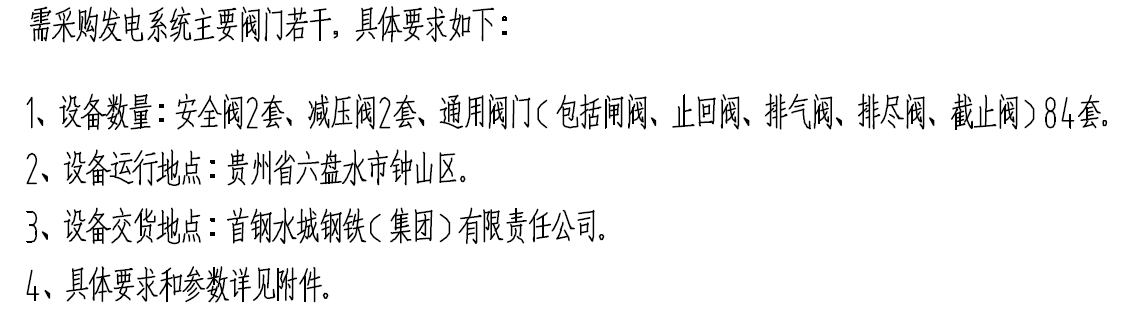 需采购发电系统主要阀门若干，具体要求如下：
1、设备数量：安全阀2套、减压阀2套、通用阀门（包括闸阀、止回阀、排气阀、排尽阀、截止阀）84套。
2、设备运行地点：贵州省六盘水市钟山区。
3、设备交货地点：首钢水城钢铁（集团）有限责任公司。
4、具体要求和参数详见附件。